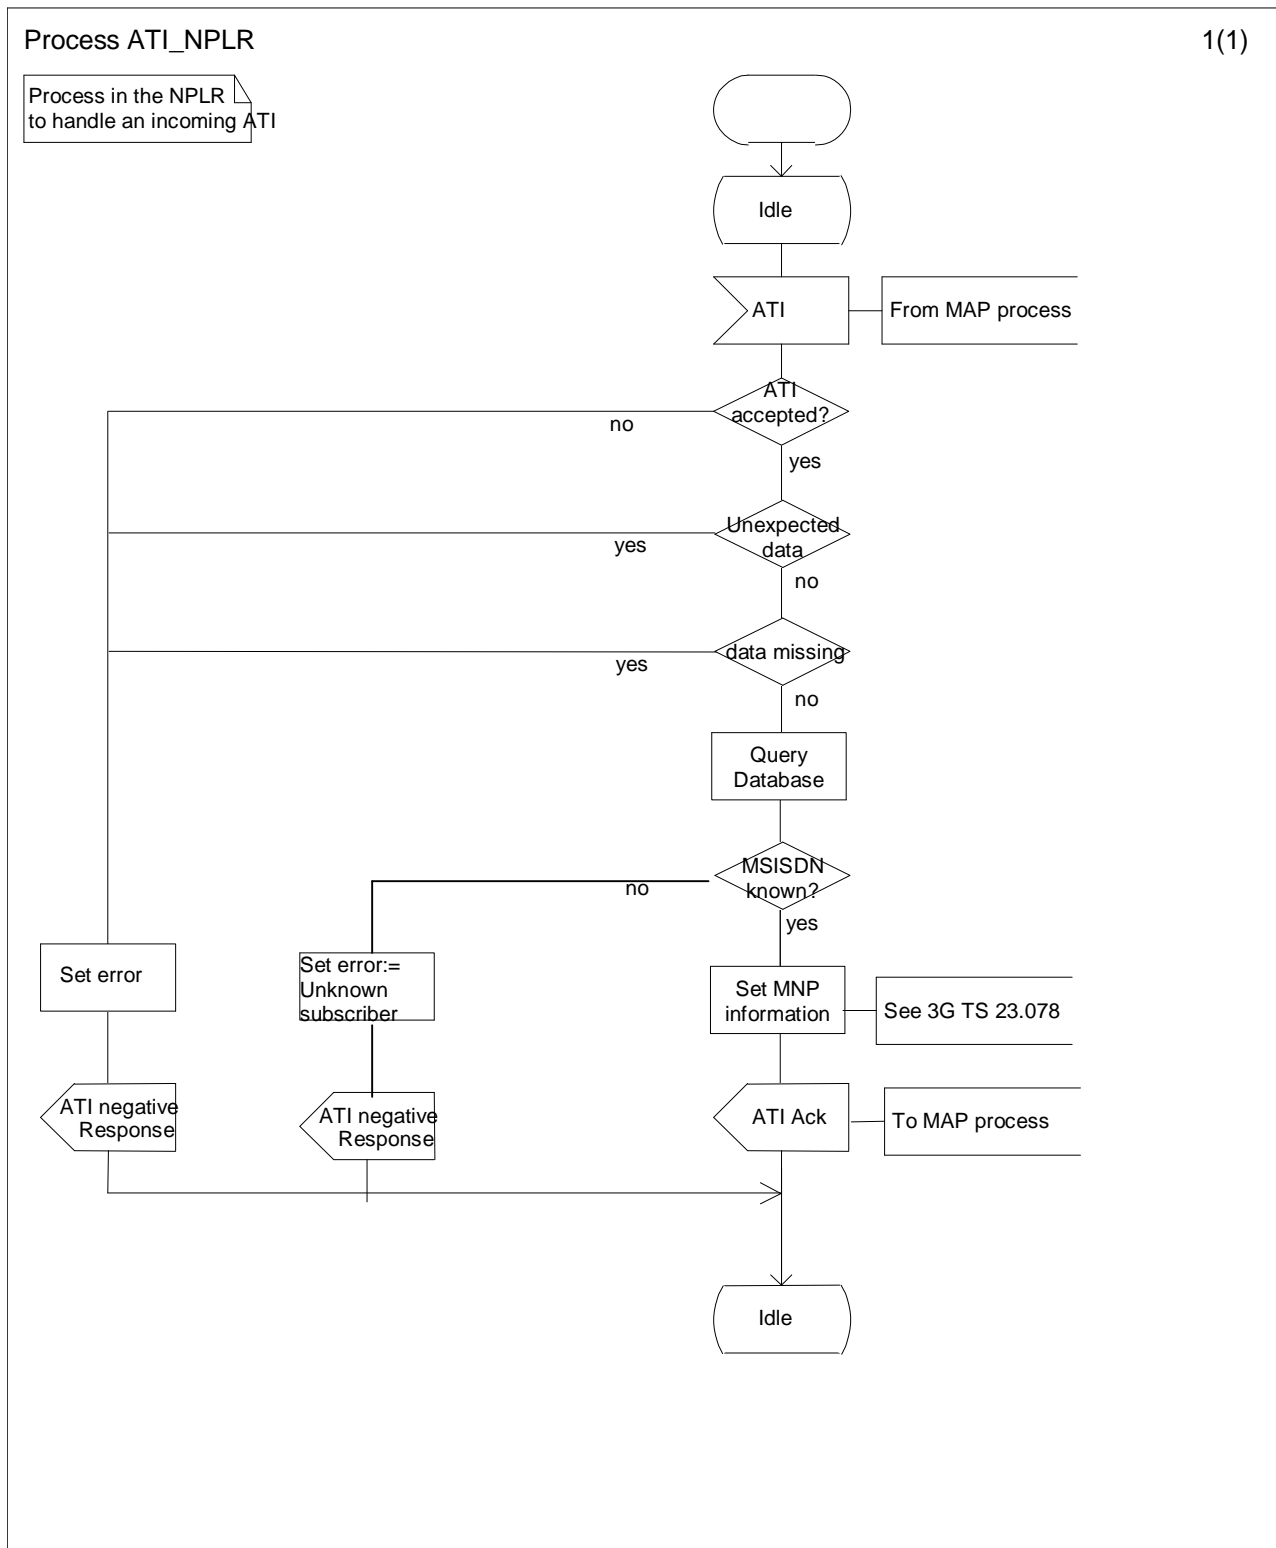 Process ATI_NPLR
1(1)
Process in the NPLR
to handle an incoming ATI
Idle
ATI
From MAP process
ATI
accepted?
no
yes
Unexpected
data
yes
no
data missing
yes
no
Query
Database
MSISDN
known?
no
yes
Set error
Set error:=
Unknown
subscriber
Set MNP
information
See 3G TS 23.078
ATI negative
Response
ATI negative
Response
ATI Ack
To MAP process
Idle